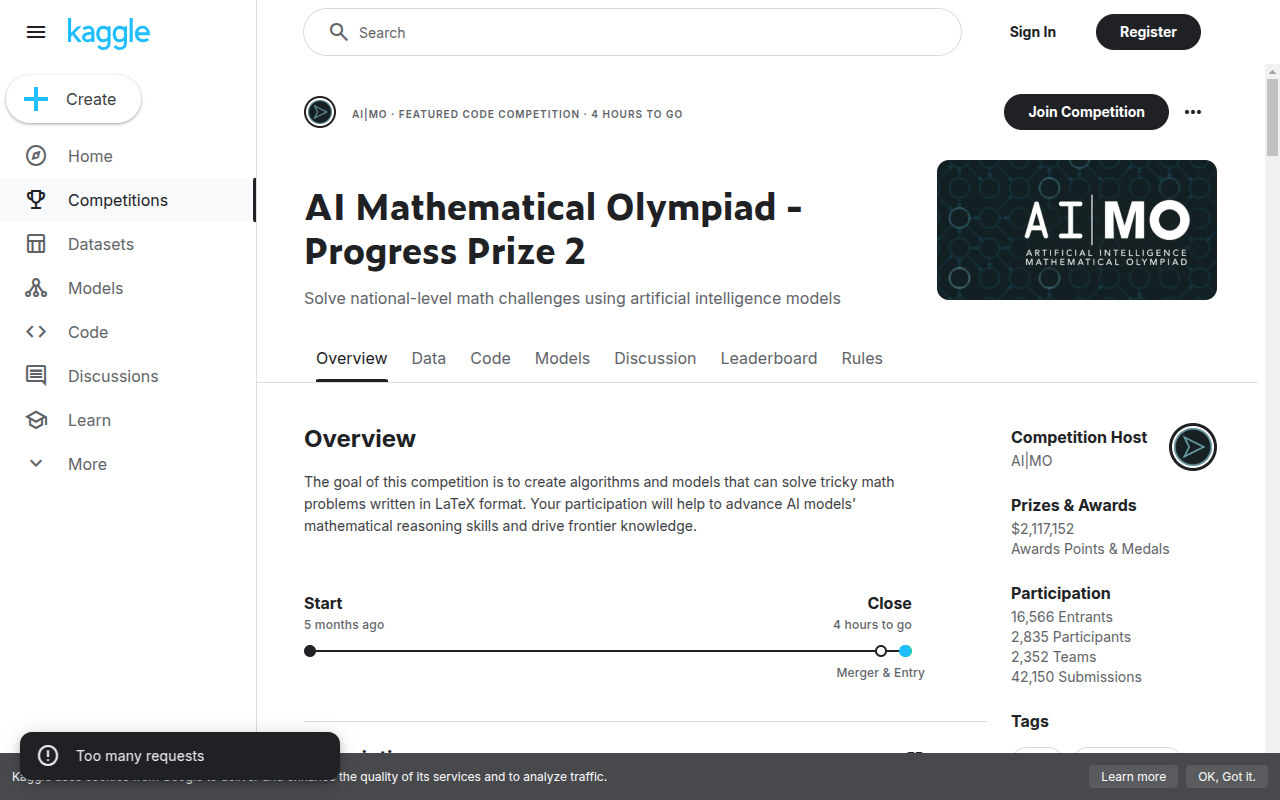 kaggle
Search
Sign In
Register
Create
Home
Competitions
Datasets
Models
Code
Discussions
Learn
More
AI|MO · FEATURED CODE COMPETITION · 4 HOURS TO GO
Join Competition
AI Mathematical Olympiad -
Progress Prize 2
Solve national-level math challenges using artificial intelligence models
AI|MO
ARTIFICIAL INTELLIGENCE
MATHEMATICAL OLYMPIAD
Overview Data Code Models Discussion Leaderboard Rules
Overview
The goal of this competition is to create algorithms and models that can solve tricky math
problems written in LaTeX format. Your participation will help to advance AI models’
mathematical reasoning skills and drive frontier knowledge.
Start
5 months ago
Close
4 hours to go
Merger & Entry
Competition Host
AI|MO
Prizes & Awards
$2,117,152
Awards Points & Medals
Participation
16,566 Entrants
2,835 Participants
2,352 Teams
42,150 Submissions
Tags
Too many requests
the quality of its services and to analyze traffic.
Learn more
OK, Got it.